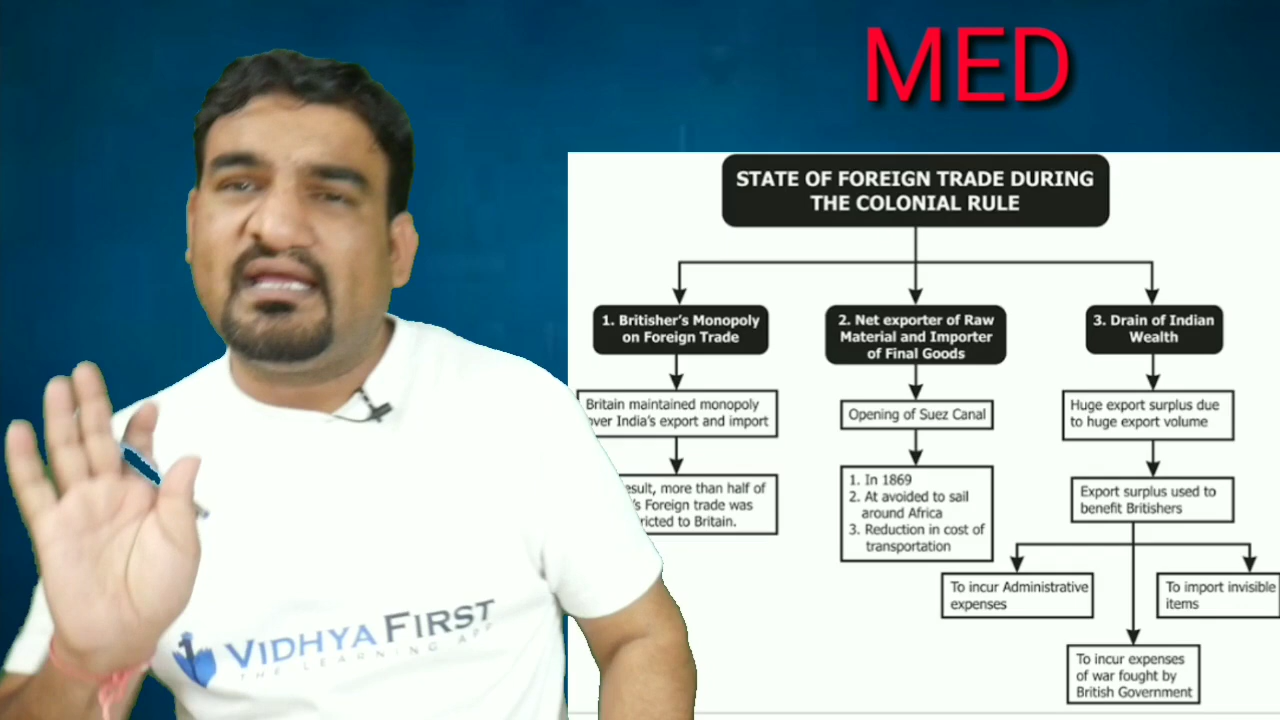 MED
STATE OF FOREIGN TRADE DURING
THE COLONIAL RULE
1. Britisher's Monopoly
on Foreign Trade
Britain maintained monopoly
over India's export and import
esult, more than half of
's Foreign trade was
ricted to Britain.
2. Net exporter of Raw
Material and Importer
of Final Goods
Opening of Suez Canal
1. In 1869
2. At avoided to sail
around Africa
3. Reduction in cost of
transportation
3. Drain of Indian
Wealth
Huge export surplus due
to huge export volume
Export surplus used to
benefit Britishers
To incur Administrative
expenses
To import invisible
items
To incur expenses
of war fought by
British Government
VIDHYA FIRST
THE LEARNING APP